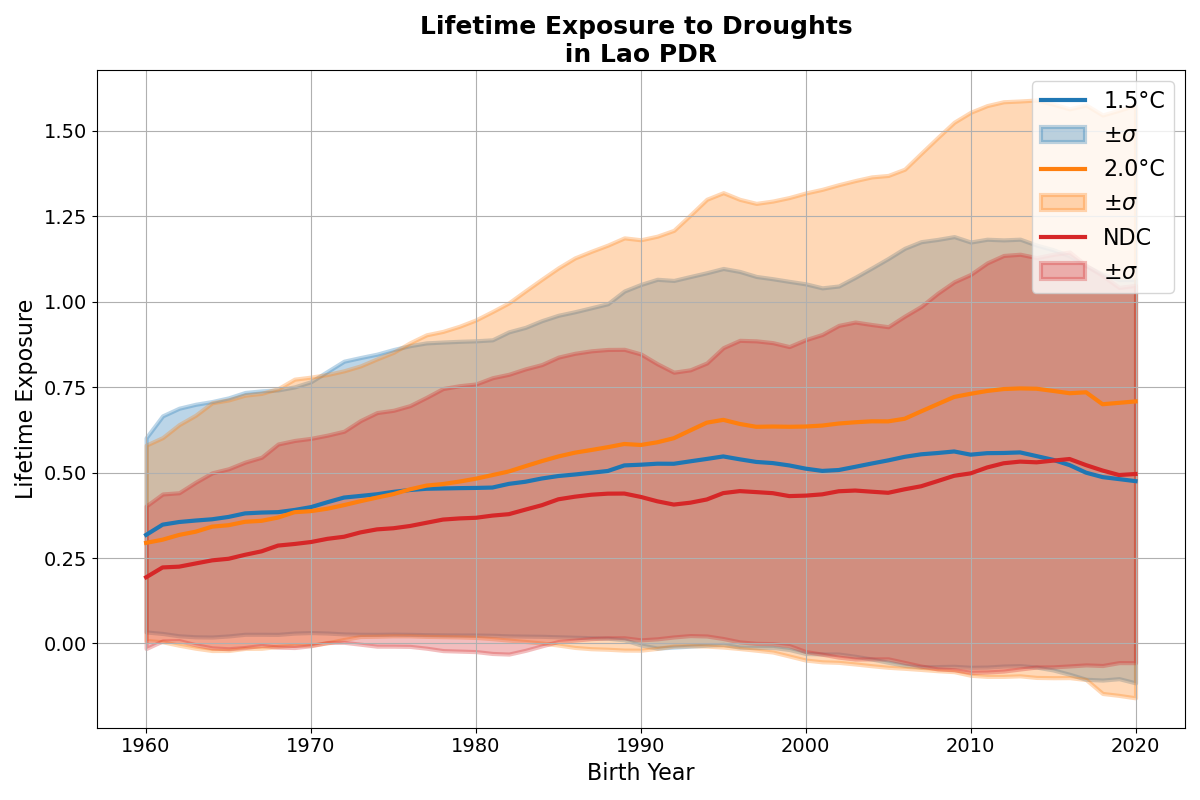 Lifetime Exposure to Droughts
in Lao PDR
1.5°C
±σ
2.0°C
±σ
NDC
±σ
Lifetime Exposure
1.50
1.25
1.00
0.75
0.50
0.25
0.00
1960 1970 1980 1990 2000 2010 2020
Birth Year